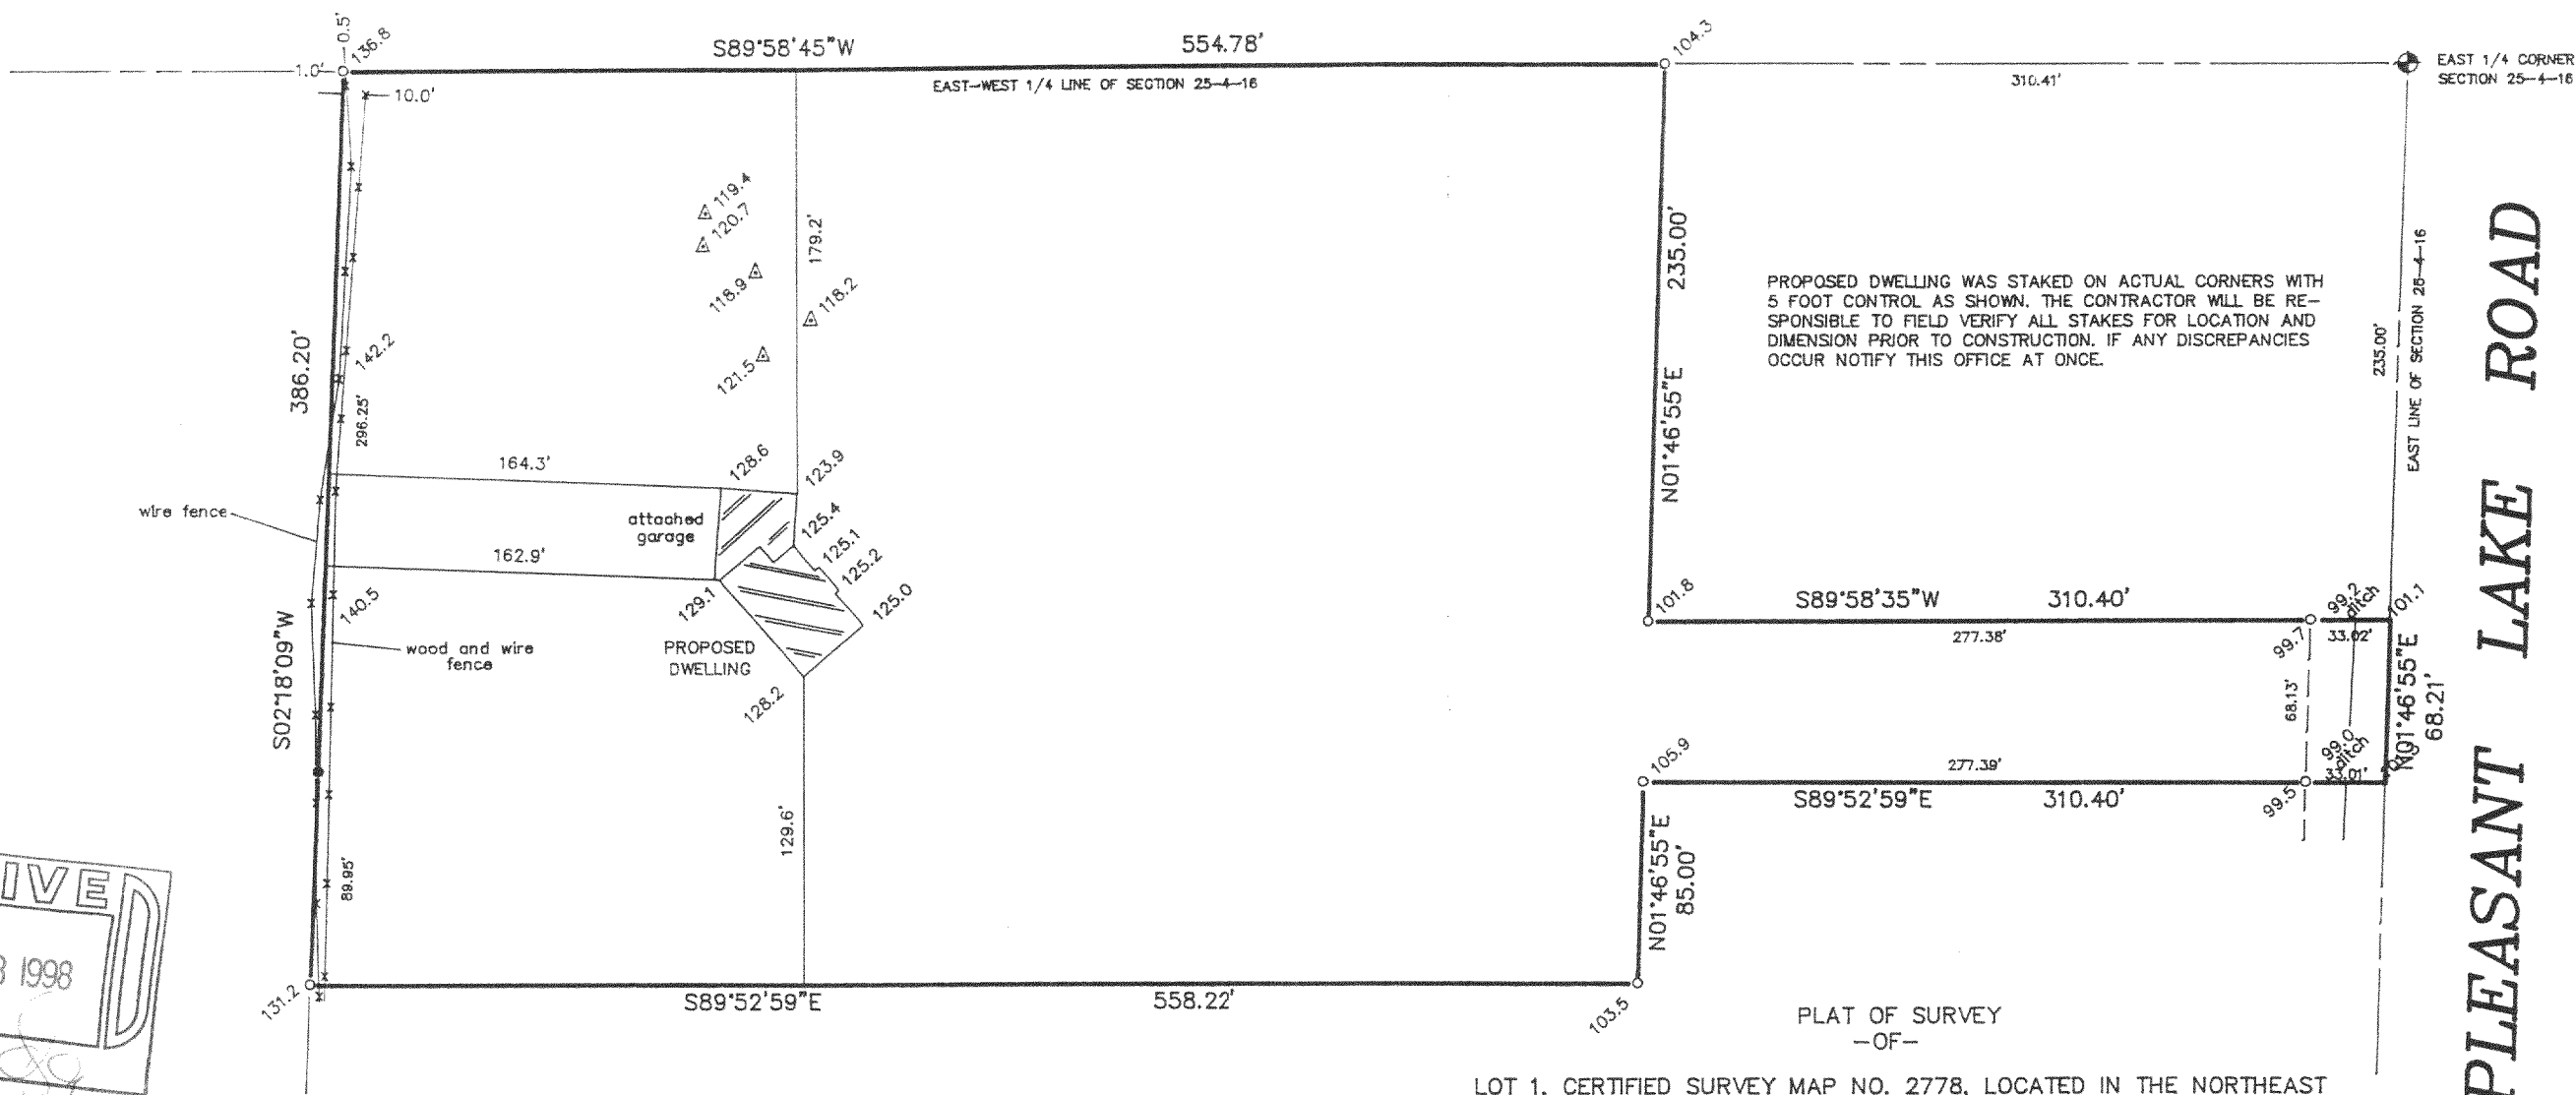 0.5'
136.8
1.0'
10.0'
S89°58'45"W
554.78'
EAST-WEST 1/4 LINE OF SECTION 25-4-16
104.3
310.41'
EAST 1/4 CORNER
SECTION 25-4-16
119.4
120.7
118.9
118.2
121.5
179.2'
386.20'
142.2
296.25'
235.00'
N01°46'55"E
PROPOSED DWELLING WAS STAKED ON ACTUAL CORNERS WITH
5 FOOT CONTROL AS SHOWN. THE CONTRACTOR WILL BE RE-
SPONSIBLE TO FIELD VERIFY ALL STAKES FOR LOCATION AND
DIMENSION PRIOR TO CONSTRUCTION. IF ANY DISCREPANCIES
OCCUR NOTIFY THIS OFFICE AT ONCE.
235.00'
EAST LINE OF SECTION 25-4-16
PLEASANT LAKE ROAD
164.3'
128.6
123.9
wire fence
attached
garage
125.4
125.1
125.2
125.0
162.9'
129.1
140.5
S02°18'09"W
wood and wire
fence
PROPOSED
DWELLING
128.2
101.8
S89°58'35"W
310.40'
277.38'
99.2
ditch
101.1
99.7
33.02'
68.13'
N01°46'55"E
68.21'
105.9
277.39'
99.0
ditch
33.01'
S89°52'59"E
310.40'
99.5
129.6'
89.95'
N01°46'55"E
85.00'
IVED
1998
131.2
S89°52'59"E
558.22'
103.5
PLAT OF SURVEY
-OF-
LOT 1, CERTIFIED SURVEY MAP NO. 2778, LOCATED IN THE NORTHEAST